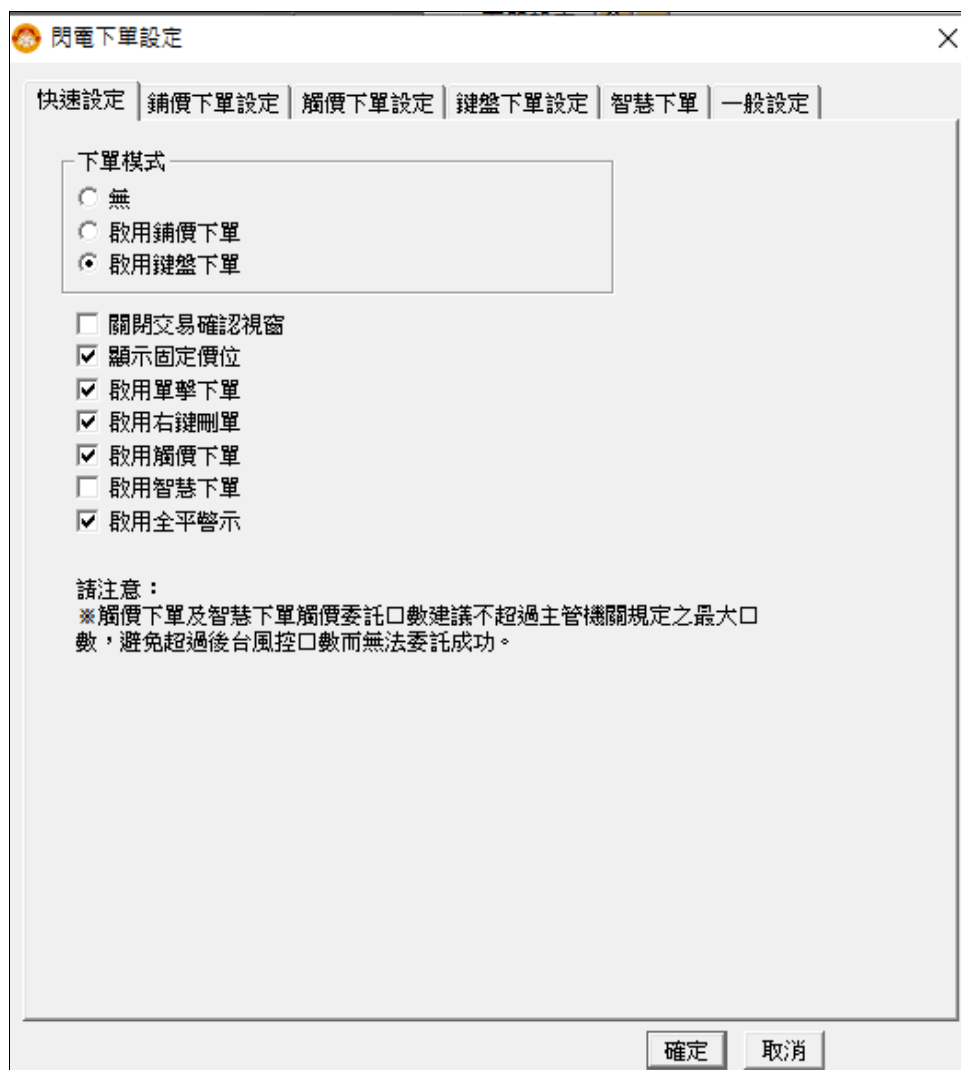 閃電下單設定
快速設定 鋪價下單設定 觸價下單設定 鍵盤下單設定 智慧下單 一般設定
下單模式
無
啟用鋪價下單
啟用鍵盤下單
關閉交易確認視窗
顯示固定價位
啟用單擊下單
啟用右鍵刪單
啟用觸價下單
啟用智慧下單
啟用全平警示
請注意：
※觸價下單及智慧下單觸價委託口數建議不超過主管機關規定之最大口
數，避免超過後台風控口數而無法委託成功。
確定 取消